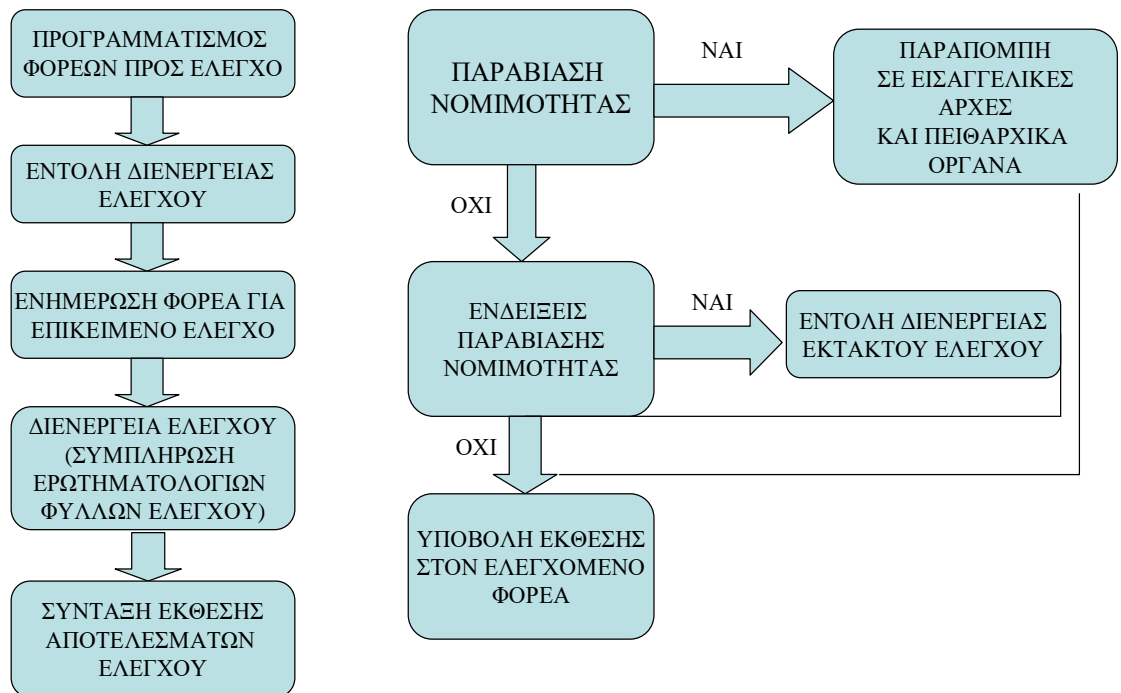 ΠΡΟΓΡΑΜΜΑΤΙΣΜΟΣ
ΦΟΡΕΩΝ ΠΡΟΣ ΕΛΕΓΧΟ
ΕΝΤΟΛΗ ΔΙΕΝΕΡΓΕΙΑΣ
ΕΛΕΓΧΟΥ
ΕΝΗΜΕΡΩΣΗ ΦΟΡΕΑ ΓΙΑ
ΕΠΙΚΕΙΜΕΝΟ ΕΛΕΓΧΟ
ΔΙΕΝΕΡΓΕΙΑ ΕΛΕΓΧΟΥ
(ΣΥΜΠΛΗΡΩΣΗ
ΕΡΩΤΗΜΑΤΟΛΟΓΙΩΝ
ΦΥΛΛΩΝ ΕΛΕΓΧΟΥ)
ΣΥΝΤΑΞΗ ΕΚΘΕΣΗΣ
ΑΠΟΤΕΛΕΣΜΑΤΩΝ
ΕΛΕΓΧΟΥ
ΠΑΡΑΒΙΑΣΗ
ΝΟΜΙΜΟΤΗΤΑΣ
ΝΑΙ
ΠΑΡΑΠΟΜΠΗ
ΣΕ ΕΙΣΑΓΓΕΛΙΚΕΣ
ΑΡΧΕΣ
ΚΑΙ ΠΕΙΘΑΡΧΙΚΑ
ΟΡΓΑΝΑ
ΟΧΙ
ΕΝΔΕΙΞΕΙΣ
ΠΑΡΑΒΙΑΣΗΣ
ΝΟΜΙΜΟΤΗΤΑΣ
ΝΑΙ
ΕΝΤΟΛΗ ΔΙΕΝΕΡΓΕΙΑΣ
ΕΚΤΑΚΤΟΥ ΕΛΕΓΧΟΥ
ΟΧΙ
ΥΠΟΒΟΛΗ ΕΚΘΕΣΗΣ
ΣΤΟΝ ΕΛΕΓΧΟΜΕΝΟ
ΦΟΡΕΑ